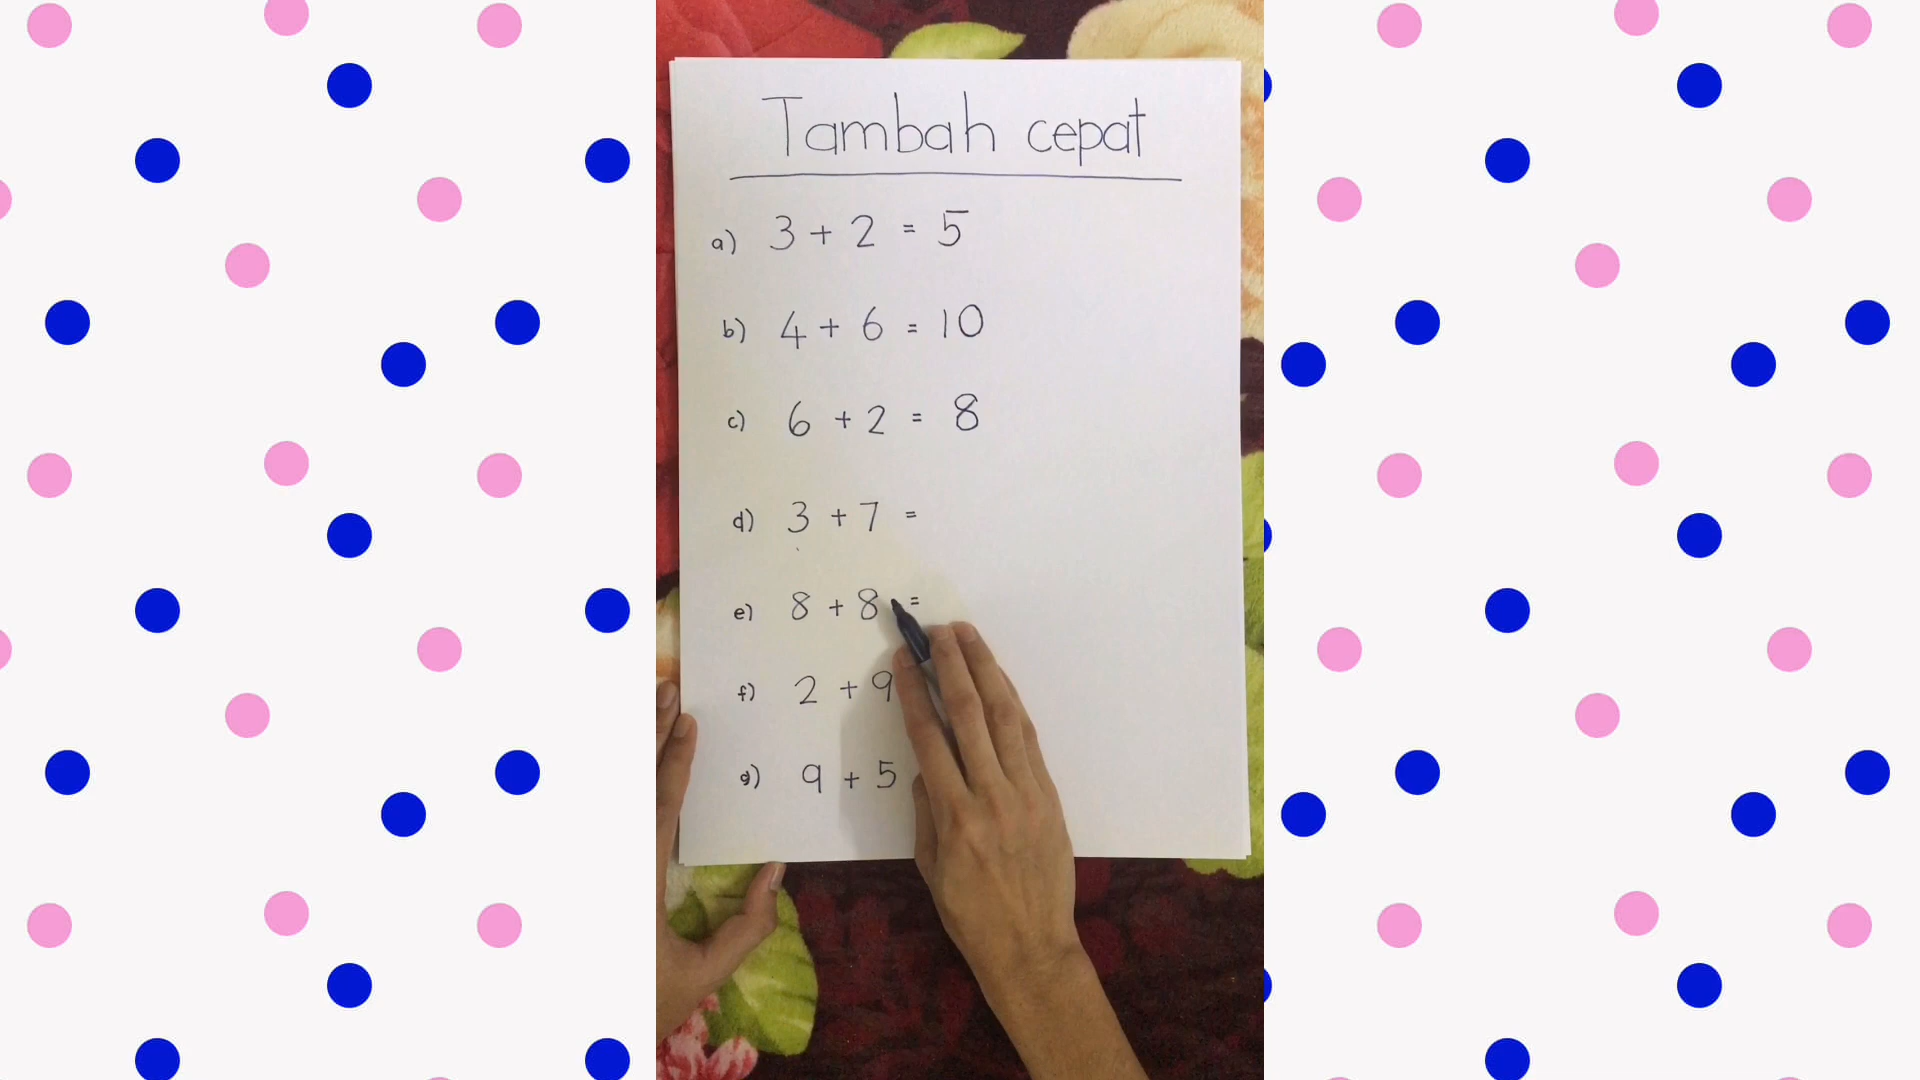 Tambah cepat
a) 3 + 2 = 5
b) 4 + 6 = 10
c) 6 + 2 = 8
d) 3 + 7 =
e) 8 + 8 =
f) 2 + 9
g) 9 + 5